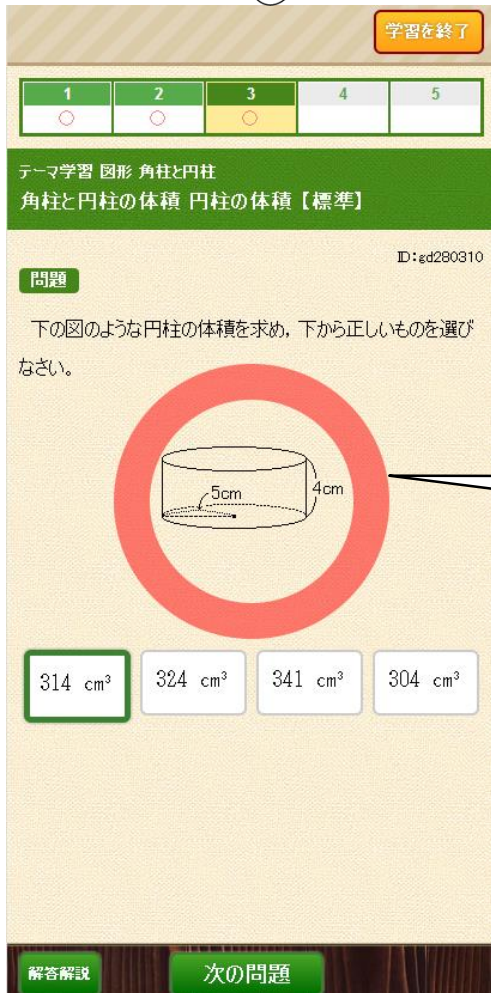 学習を終了
1 2 3 4 5
○ ○ ○
テーマ学習 図形 角柱と円柱
角柱と円柱の体積 円柱の体積【標準】
ID:gd280310
問題
下の図のような円柱の体積を求め，下から正しいものを選び
なさい。
5cm
4cm
314 cm³ 324 cm³ 341 cm³ 304 cm³
解答解説 次の問題